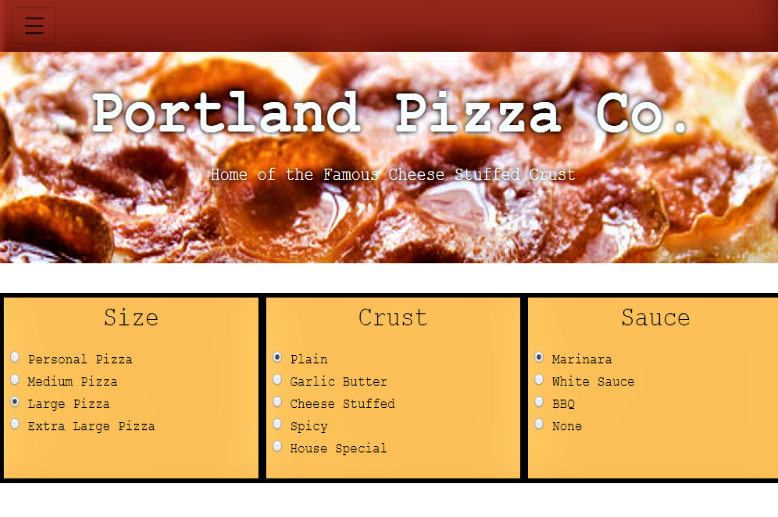 Portland Pizza Co.
Home of the Famous Cheese Stuffed Crust
Size
Personal Pizza
Medium Pizza
Large Pizza
Extra Large Pizza
Crust
Plain
Garlic Butter
Cheese Stuffed
Spicy
House Special
Sauce
Marinara
White Sauce
BBQ
None